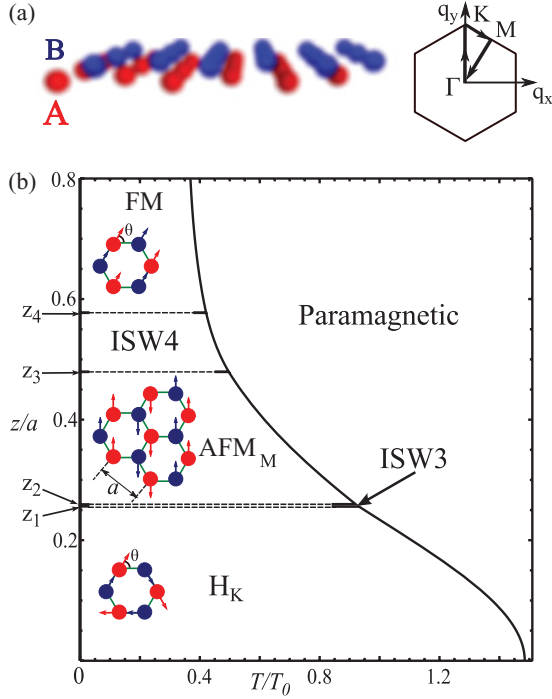 (a)
B
A
q_y K
M
Γ
q_x
(b)
0.8
FM
θ
z_4
0.6
Paramagnetic
ISW4
z_3
z/a
0.4
AFM_M
ISW3
a
z_2
z_1
0.2
θ
H_K
0 T/T_0 0.4 0.8 1.2